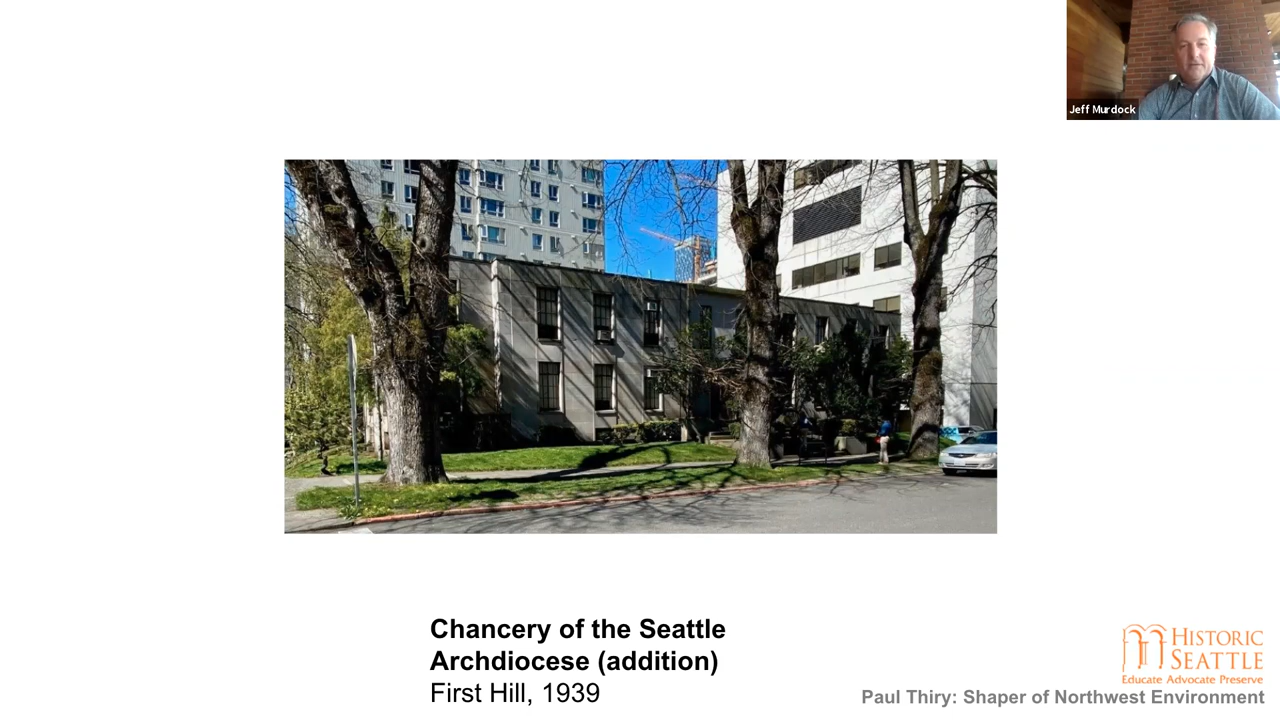 Jeff Murdock
Chancery of the Seattle
Archdiocese (addition)
First Hill, 1939
HISTORIC
SEATTLE
Educate Advocate Preserve
Paul Thiry: Shaper of Northwest Environment